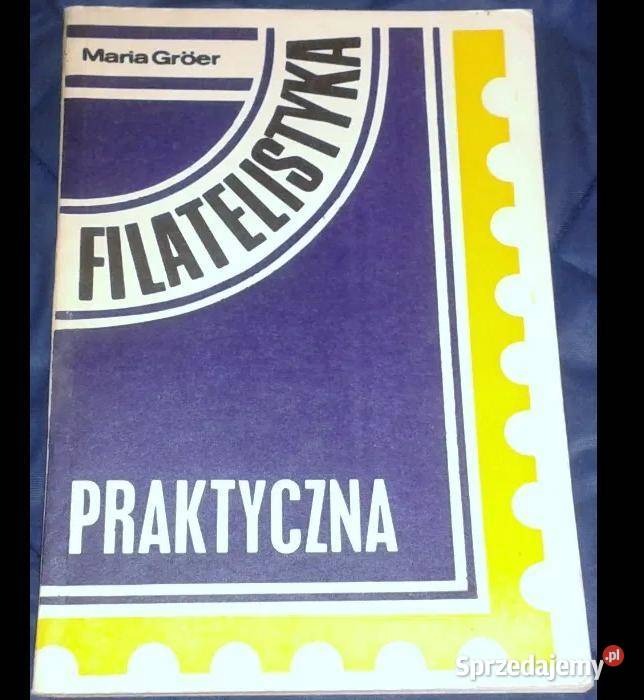 Maria Gröer
FILATELISTYKA
PRAKTYCZNA
Sprzedajemy.pl